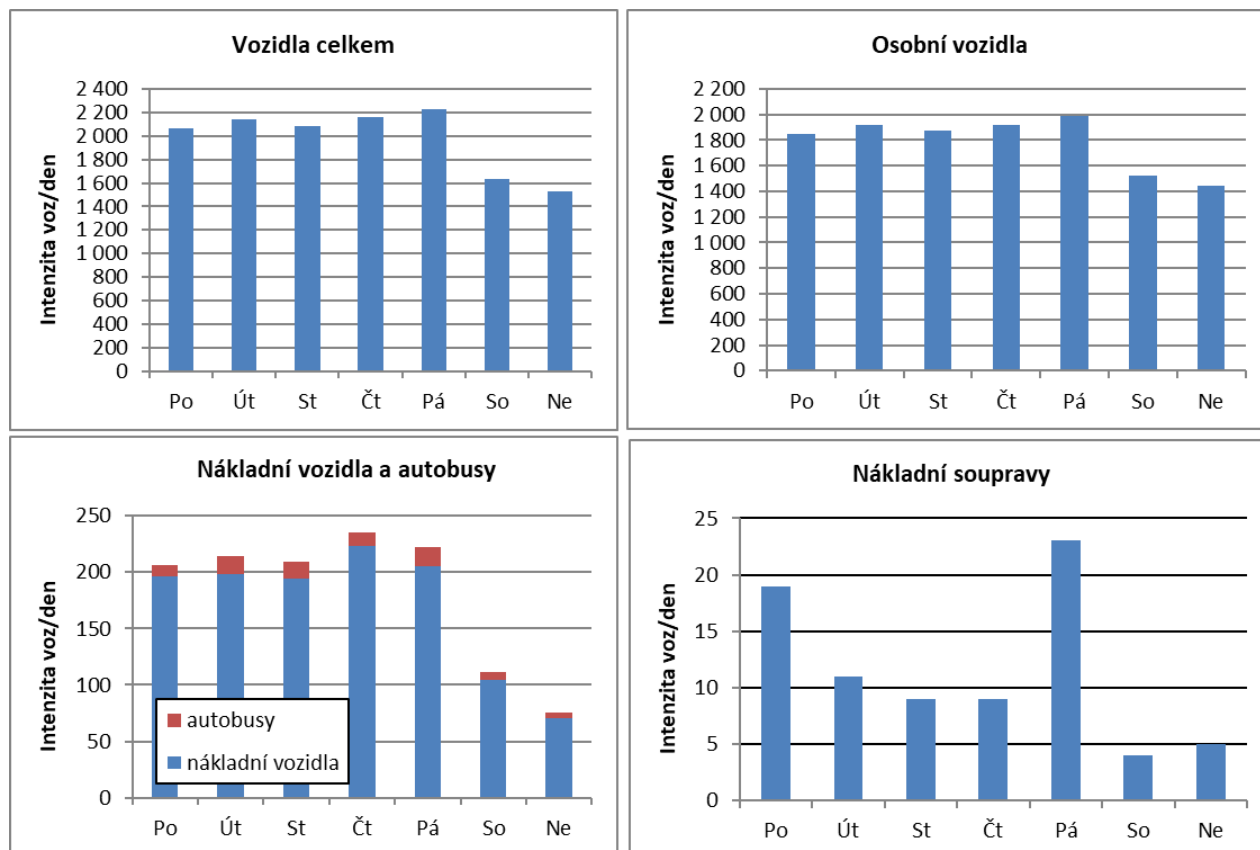 Vozidla celkem
Intenzita voz/den
2 400
2 200
2 000
1 800
1 600
1 400
1 200
1 000
800
600
400
200
0
Po Út St Čt Pá So Ne
Osobní vozidla
Intenzita voz/den
2 200
2 000
1 800
1 600
1 400
1 200
1 000
800
600
400
200
0
Po Út St Čt Pá So Ne
Nákladní vozidla a autobusy
Intenzita voz/den
250
200
150
100
50
0
autobusy
nákladní vozidla
Po Út St Čt Pá So Ne
Nákladní soupravy
Intenzita voz/den
25
20
15
10
5
0
Po Út St Čt Pá So Ne